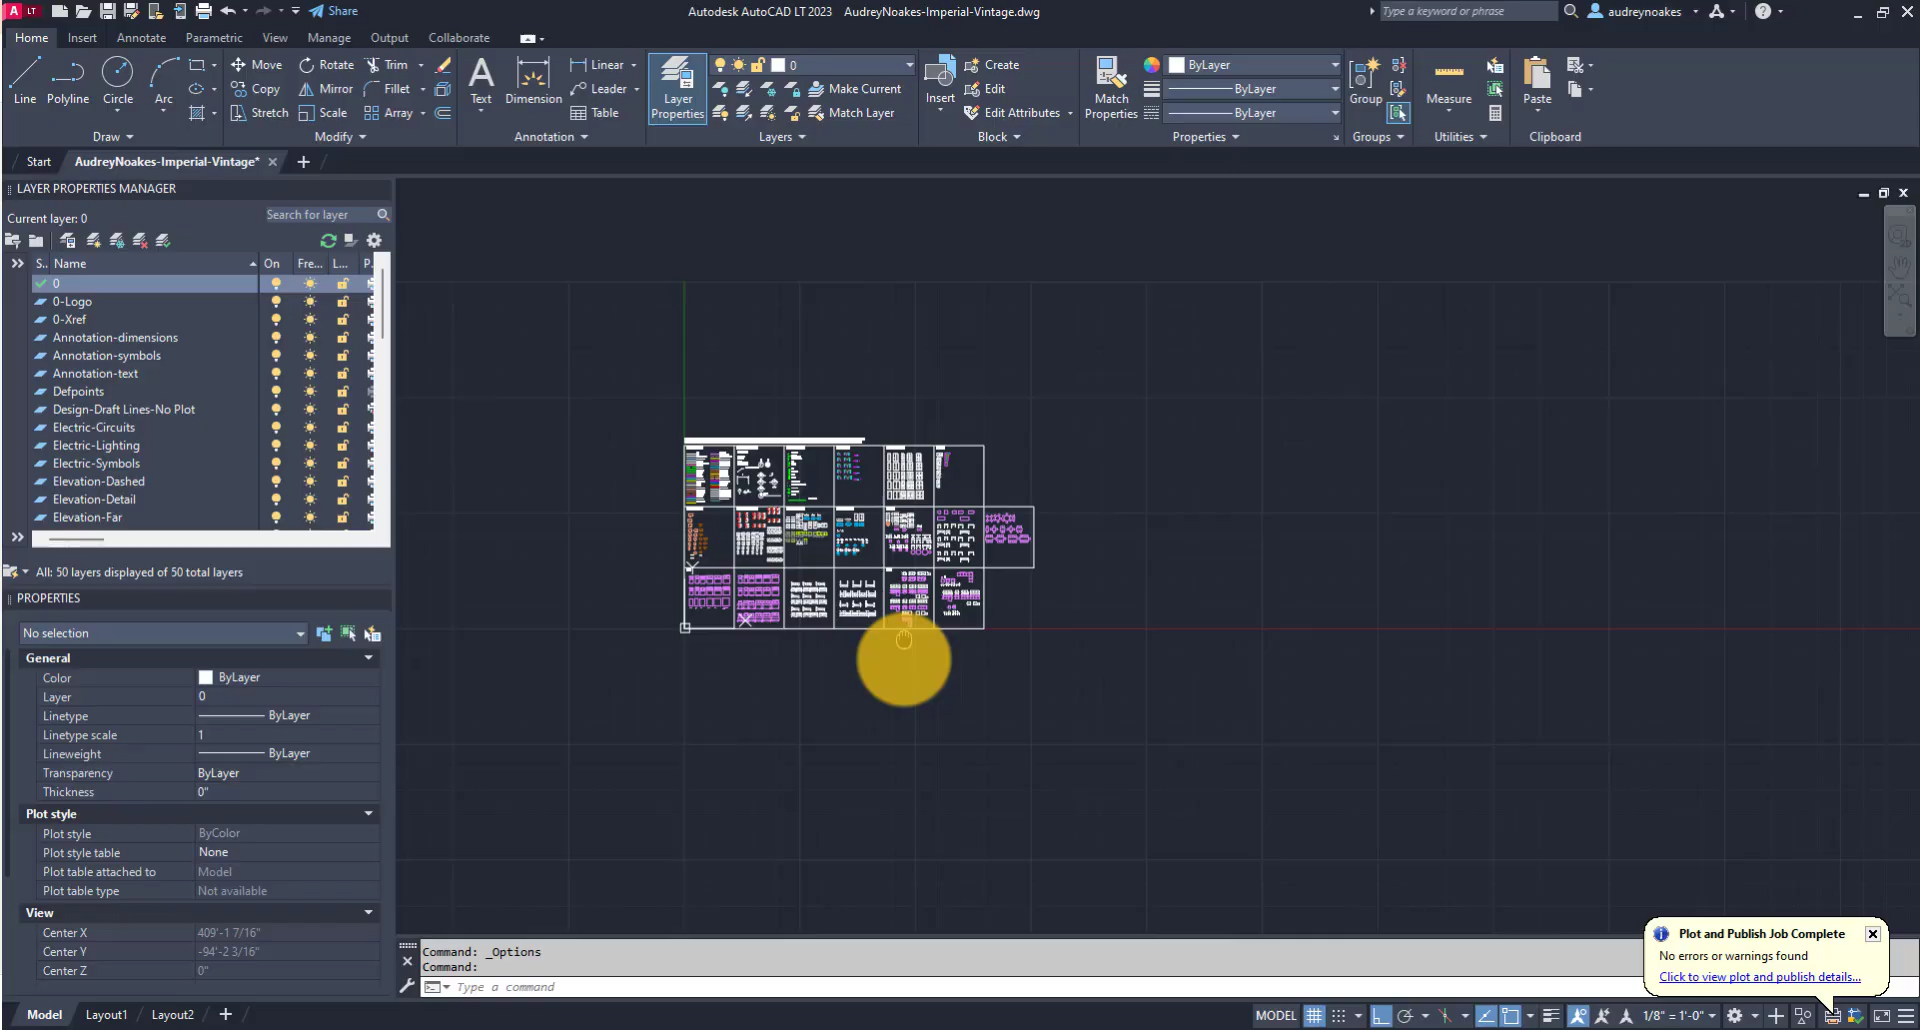 A LT Share Autodesk AutoCAD LT 2023 AudreyNoakes-Imperial-Vintage.dwg Type a keyword or phrase audreynoakes
Home Insert Annotate Parametric View Manage Output Collaborate
Line Polyline Circle Arc
Move Rotate Trim
Copy Mirror Fillet
Stretch Scale Array
Text Dimension
Linear
Leader
Table
Layer Properties
0
Make Current
Match Layer
Insert
Create
Edit
Edit Attributes
Match Properties
ByLayer
ByLayer
ByLayer
Group Measure Paste
Draw Modify Annotation Layers Block Properties Groups Utilities Clipboard
Start AudreyNoakes-Imperial-Vintage*
LAYER PROPERTIES MANAGER
Current layer: 0
Search for layer
S.. Name On Fre... L... P.
0
0-Logo
0-Xref
Annotation-dimensions
Annotation-symbols
Annotation-text
Defpoints
Design-Draft Lines-No Plot
Electric-Circuits
Electric-Lighting
Electric-Symbols
Elevation-Dashed
Elevation-Detail
Elevation-Far
All: 50 layers displayed of 50 total layers
PROPERTIES
No selection
General
Color ByLayer
Layer 0
Linetype ByLayer
Linetype scale 1
Lineweight ByLayer
Transparency ByLayer
Thickness 0"
Plot style
Plot style ByColor
Plot style table None
Plot table attached to Model
Plot table type Not available
View
Center X 409'-1 7/16"
Center Y -94'-2 3/16"
Center Z 0"
Command: _Options
Command:
Type a command
Plot and Publish Job Complete
No errors or warnings found
Click to view plot and publish details...
Model Layout1 Layout2
MODEL 1/8" = 1'-0"